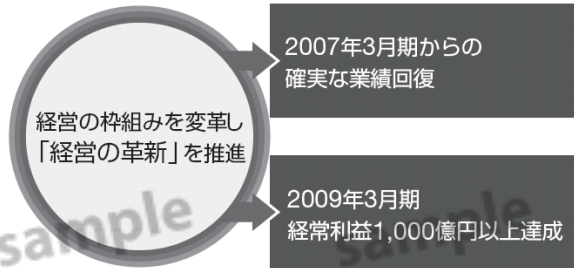 経営の枠組みを変革し
「経営の革新」を推進
2007年3月期からの
確実な業績回復
2009年3月期
経常利益1,000億円以上達成
sample
sample